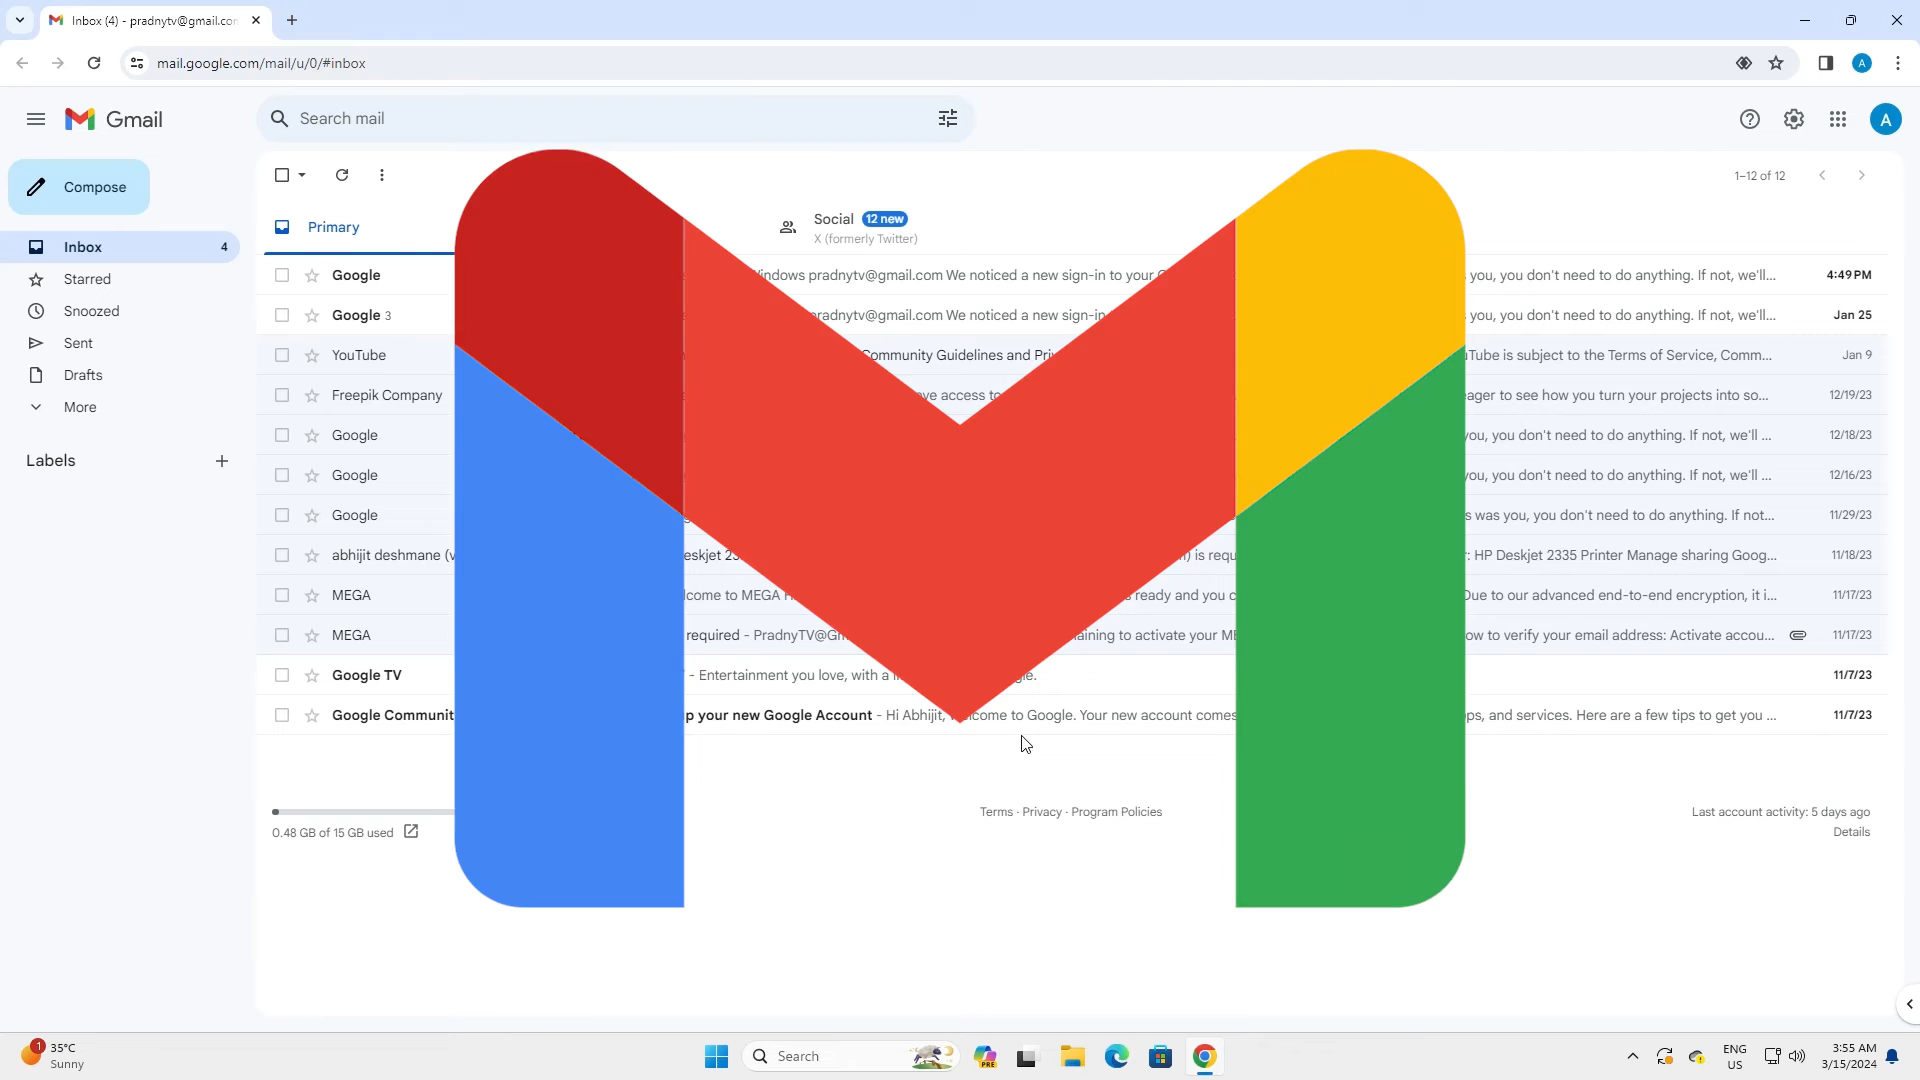 Inbox (4) - pradnytv@gmail.com
mail.google.com/mail/u/0/#inbox
A
Gmail
Search mail
A
Compose
1–12 of 12
Primary
Social 12 new
X (formerly Twitter)
Inbox 4
Starred
Snoozed
Sent
Drafts
More
Labels
Google Windows pradnytv@gmail.com We noticed a new sign-in to your you, you don't need to do anything. If not, we'll... 4:49 PM
Google 3 pradnytv@gmail.com We noticed a new sign-in you, you don't need to do anything. If not, we'll... Jan 25
YouTube Community Guidelines and YouTube is subject to the Terms of Service, Comm... Jan 9
Freepik Company have access to eager to see how you turn your projects into so... 12/19/23
Google you, you don't need to do anything. If not, we'll ... 12/18/23
Google you, you don't need to do anything. If not, we'll ... 12/16/23
Google s was you, you don't need to do anything. If not... 11/29/23
abhijit deshmane eskjet ) is requ r: HP Deskjet 2335 Printer Manage sharing Goog... 11/18/23
MEGA lcome to MEGA ready and you Due to our advanced end-to-end encryption, it i... 11/17/23
MEGA required - aining to activate your ow to verify your email address: Activate accou... 11/17/23
Google TV - Entertainment you love, with a 11/7/23
Google Communit p your new Google Account - Hi Abhijit, to Google. Your new account comes ps, and services. Here are a few tips to get you ... 11/7/23
0.48 GB of 15 GB used
Terms · Privacy · Program Policies
Last account activity: 5 days ago
Details
1
35°C
Sunny
Search
PRE
ENG
US
3:55 AM
3/15/2024